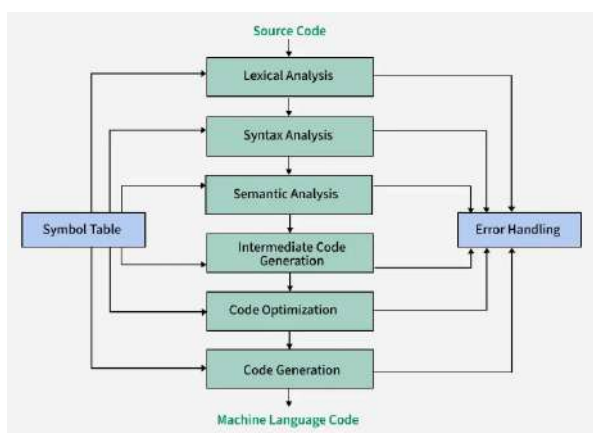 Source Code
Lexical Analysis
Syntax Analysis
Semantic Analysis
Symbol Table
Error Handling
Intermediate Code
Generation
Code Optimization
Code Generation
Machine Language Code